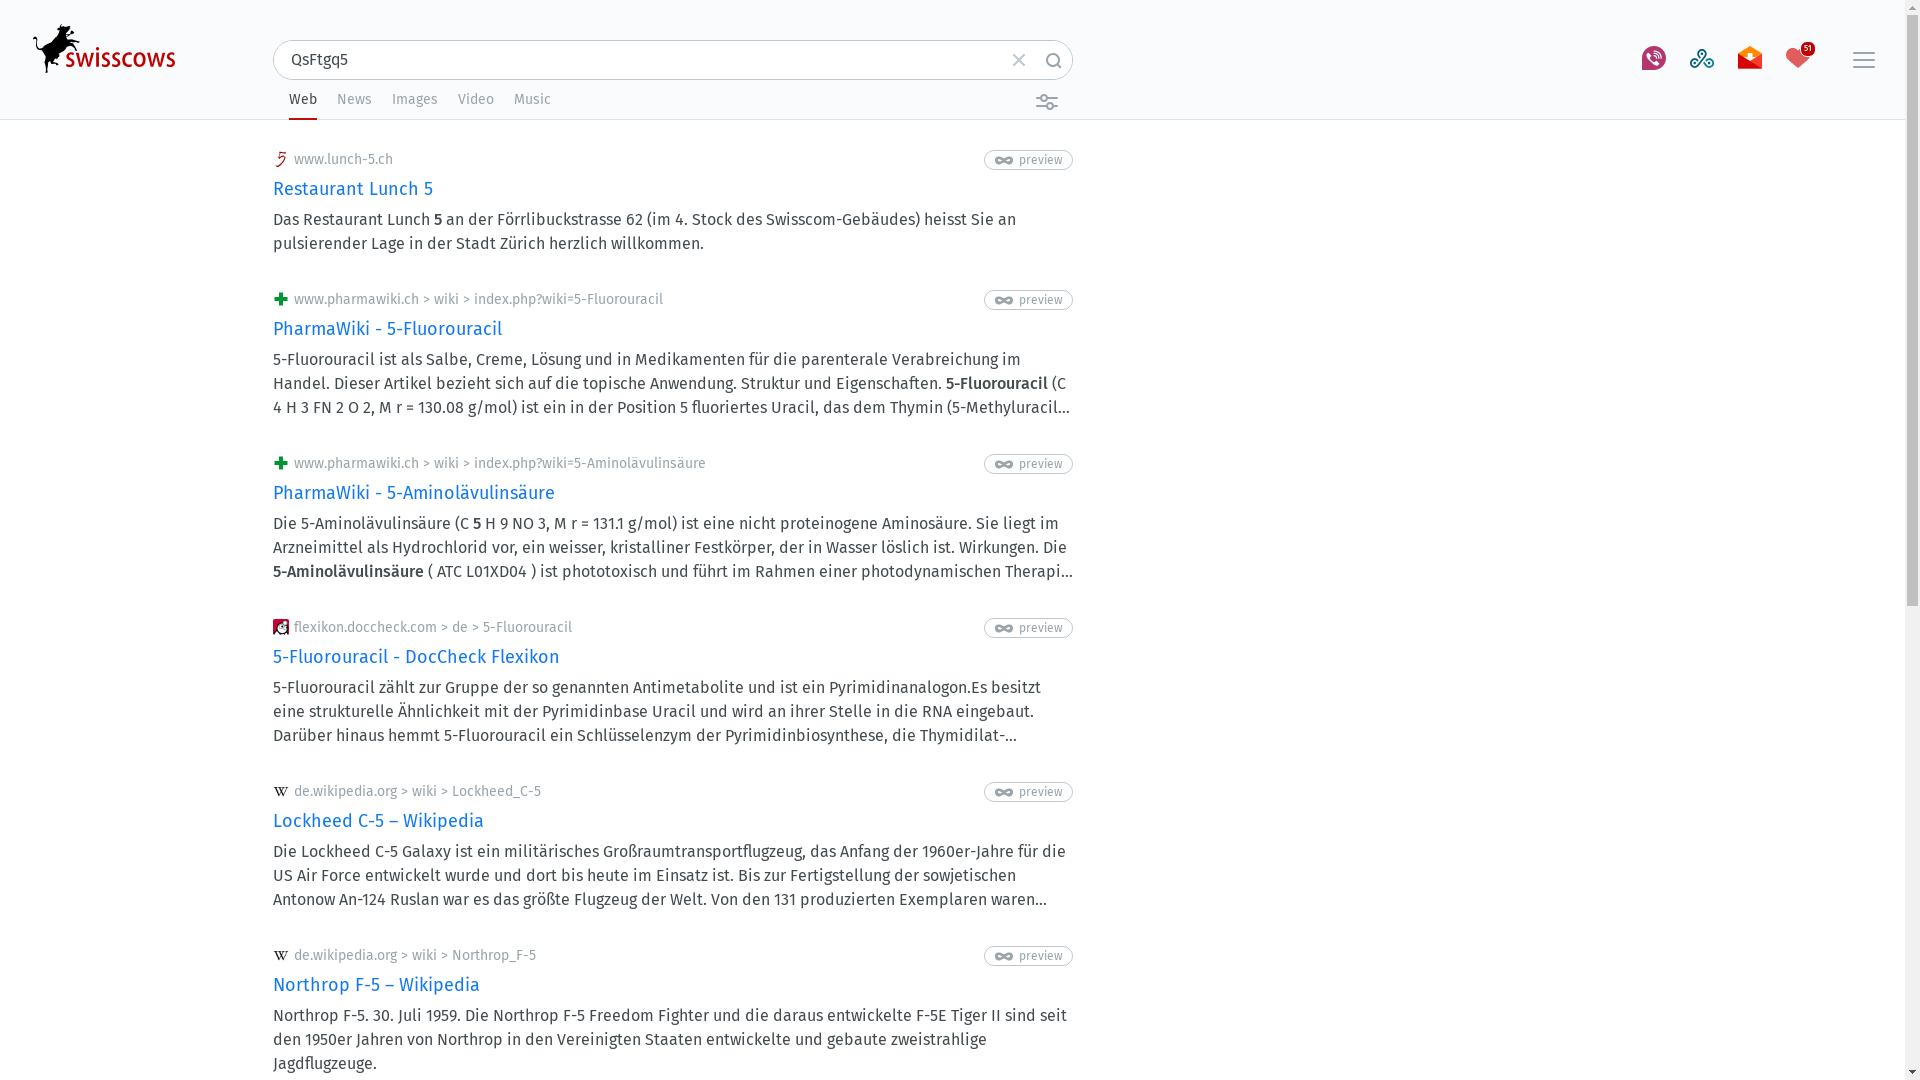 swisscows
QsFtgq5
51
Web News Images Video Music
www.lunch-5.ch preview
Restaurant Lunch 5
Das Restaurant Lunch 5 an der Förrlibuckstrasse 62 (im 4. Stock des Swisscom-Gebäudes) heisst Sie an
pulsierender Lage in der Stadt Zürich herzlich willkommen.
www.pharmawiki.ch > wiki > index.php?wiki=5-Fluorouracil preview
PharmaWiki - 5-Fluorouracil
5-Fluorouracil ist als Salbe, Creme, Lösung und in Medikamenten für die parenterale Verabreichung im
Handel. Dieser Artikel bezieht sich auf die topische Anwendung. Struktur und Eigenschaften. 5-Fluorouracil (C
4 H 3 FN 2 O 2, M r = 130.08 g/mol) ist ein in der Position 5 fluoriertes Uracil, das dem Thymin (5-Methyluracil...
www.pharmawiki.ch > wiki > index.php?wiki=5-Aminolävulinsäure preview
PharmaWiki - 5-Aminolävulinsäure
Die 5-Aminolävulinsäure (C 5 H 9 NO 3, M r = 131.1 g/mol) ist eine nicht proteinogene Aminosäure. Sie liegt im
Arzneimittel als Hydrochlorid vor, ein weisser, kristalliner Festkörper, der in Wasser löslich ist. Wirkungen. Die
5-Aminolävulinsäure ( ATC L01XD04 ) ist phototoxisch und führt im Rahmen einer photodynamischen Therapi...
flexikon.doccheck.com > de > 5-Fluorouracil preview
5-Fluorouracil - DocCheck Flexikon
5-Fluorouracil zählt zur Gruppe der so genannten Antimetabolite und ist ein Pyrimidinanalogon.Es besitzt
eine strukturelle Ähnlichkeit mit der Pyrimidinbase Uracil und wird an ihrer Stelle in die RNA eingebaut.
Darüber hinaus hemmt 5-Fluorouracil ein Schlüsselenzym der Pyrimidinbiosynthese, die Thymidilat-...
de.wikipedia.org > wiki > Lockheed_C-5 preview
Lockheed C-5 – Wikipedia
Die Lockheed C-5 Galaxy ist ein militärisches Großraumtransportflugzeug, das Anfang der 1960er-Jahre für die
US Air Force entwickelt wurde und dort bis heute im Einsatz ist. Bis zur Fertigstellung der sowjetischen
Antonow An-124 Ruslan war es das größte Flugzeug der Welt. Von den 131 produzierten Exemplaren waren...
de.wikipedia.org > wiki > Northrop_F-5 preview
Northrop F-5 – Wikipedia
Northrop F-5. 30. Juli 1959. Die Northrop F-5 Freedom Fighter und die daraus entwickelte F-5E Tiger II sind seit
den 1950er Jahren von Northrop in den Vereinigten Staaten entwickelte und gebaute zweistrahlige
Jagdflugzeuge.